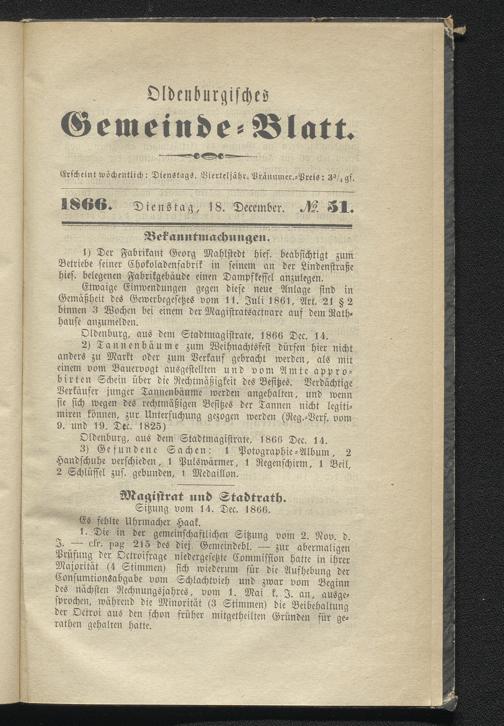 Oldenburgisches
Gemeinde-Blatt.
Erscheint wöchentlich: Dienstags. Vierteljähr. Pränumer.-Preis: 3¾ gs.
1866. Dienstag, 18. December. № 51.
Bekanntmachungen.
1) Der Fabrikant Georg Mahlstedt hies. beabsichtigt zum
Betriebe seiner Chokoladenfabrik in seinem an der Lindenstraße
hies. belegenen Fabrikgebäude einen Dampfkessel anzulegen.
Etwaige Einwendungen gegen diese neue Anlage sind in
Gemäßheit des Gewerbegesetzes vom 11. Juli 1861, Art. 21 § 2
binnen 3 Wochen bei einem der Magistratsactuare auf dem Rath-
hause anzumelden.
Oldenburg, aus dem Stadtmagistrate, 1866 Dec. 14.
2) Tannenbäume zum Weihnachtsfest dürfen hier nicht
anders zu Markt oder zum Verkauf gebracht werden, als mit
einem vom Bauervogt ausgestellten und vom Amte appro-
birten Schein über die Rechtmäßigkeit des Besitzes. Verdächtige
Verkäufer junger Tannenbäume werden angehalten, und wenn
sie sich wegen des rechtmäßigen Besitzes der Tannen nicht legiti-
miren können, zur Untersuchung gezogen werden (Reg.-Verf. vom
9. und 19. Dec. 1825)
Oldenburg, aus dem Stadtmagistrate, 1866 Dec. 14.
3) Gefundene Sachen: 1 Potographie-Album, 2
Handschuhe verschieden, 1 Pulswärmer, 1 Regenschirm, 1 Beil,
2 Schlüssel zus. gebunden, 1 Medaillon.
Magistrat und Stadtrath.
Sitzung vom 14. Dec. 1866.
Es fehlte Uhrmacher Haak.
1. Die in der gemeinschaftlichen Sitzung vom 2. Nov. d.
J. — cfr. pag 215 des dies. Gemeindebl. — zur abermaligen
Prüfung der Octroifrage niedergesetzte Commission hatte in ihrer
Majorität (4 Stimmen) sich wiederum für die Aufhebung der
Consumtionsabgabe vom Schlachtvieh und zwar vom Beginn
des nächsten Rechnungsjahres, vom 1. Mai k. J. an, ausge-
sprochen, während die Minorität (3 Stimmen) die Beibehaltung
der Octroi aus den schon früher mitgetheilten Gründen für ge-
rathen gehalten hatte.